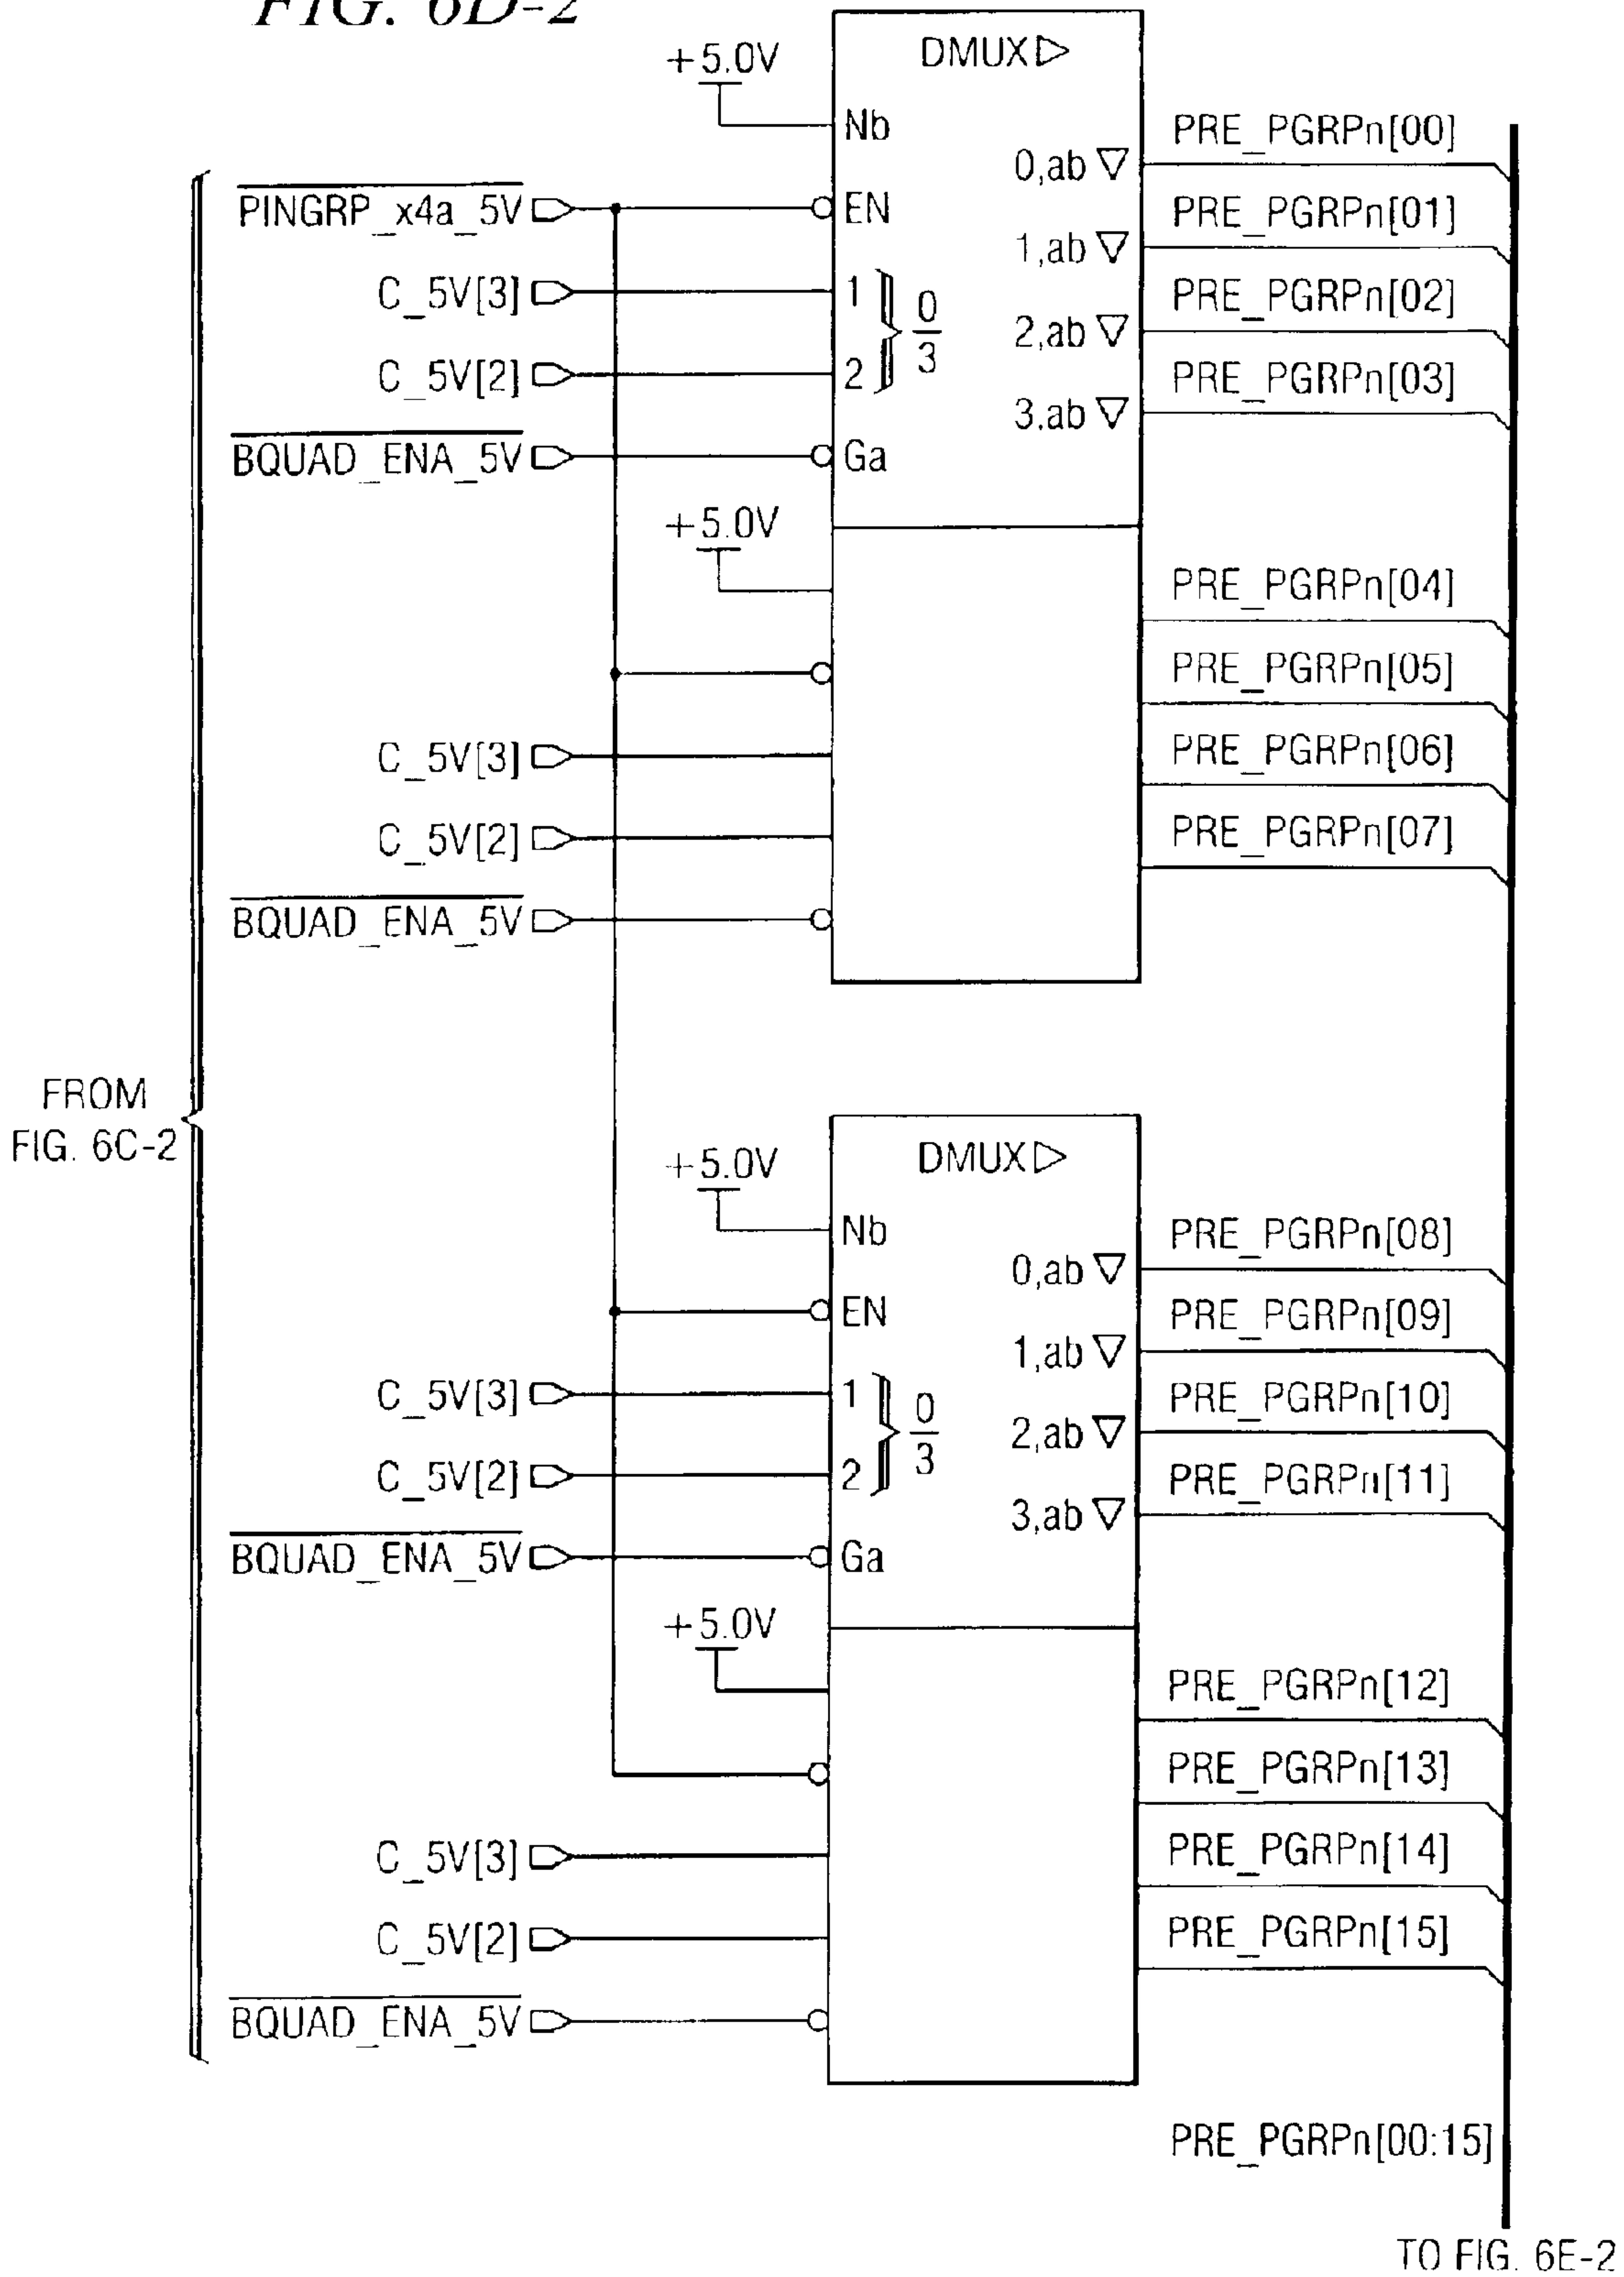 FIG. 6D-2
DMUX
+5.0V
Nb
PRE_PGRPn[00]
0,ab
PINGRP_x4a_5V
EN
PRE_PGRPn[01]
1,ab
C_5V[3]
1
0
3
PRE_PGRPn[02]
2,ab
C_5V[2]
2
PRE_PGRPn[03]
3,ab
BQUAD_ENA_5V
Ga
+5.0V
PRE_PGRPn[04]
PRE_PGRPn[05]
C_5V[3]
PRE_PGRPn[06]
C_5V[2]
PRE_PGRPn[07]
BQUAD_ENA_5V
FROM
FIG. 6C-2
DMUX
+5.0V
Nb
PRE_PGRPn[08]
0,ab
EN
PRE_PGRPn[09]
1,ab
C_5V[3]
1
0
3
PRE_PGRPn[10]
2,ab
C_5V[2]
2
PRE_PGRPn[11]
3,ab
BQUAD_ENA_5V
Ga
+5.0V
PRE_PGRPn[12]
PRE_PGRPn[13]
C_5V[3]
PRE_PGRPn[14]
C_5V[2]
PRE_PGRPn[15]
BQUAD_ENA_5V
PRE_PGRPn[00:15]
TO FIG. 6E-2